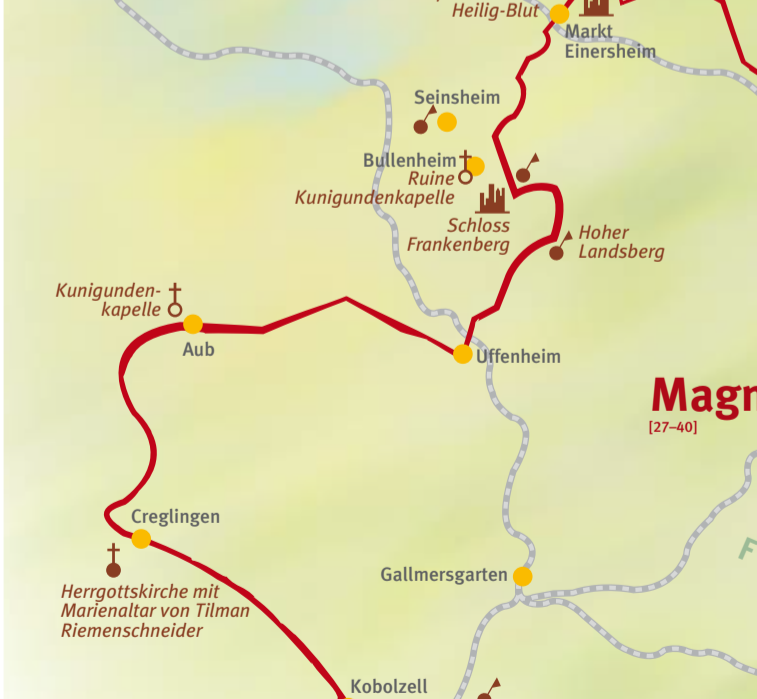 Heilig-Blut
Markt
Einersheim
Seinsheim
Bullenheim
Ruine
Kunigundenkapelle
Schloss
Frankenberg
Hoher
Landsberg
Kunigunden-
kapelle
Aub
Uffenheim
Magn
[27–40]
Creglingen
Herrgottskirche mit
Marienaltar von Tilman
Riemenschneider
Gallmersgarten
F
Kobolzell